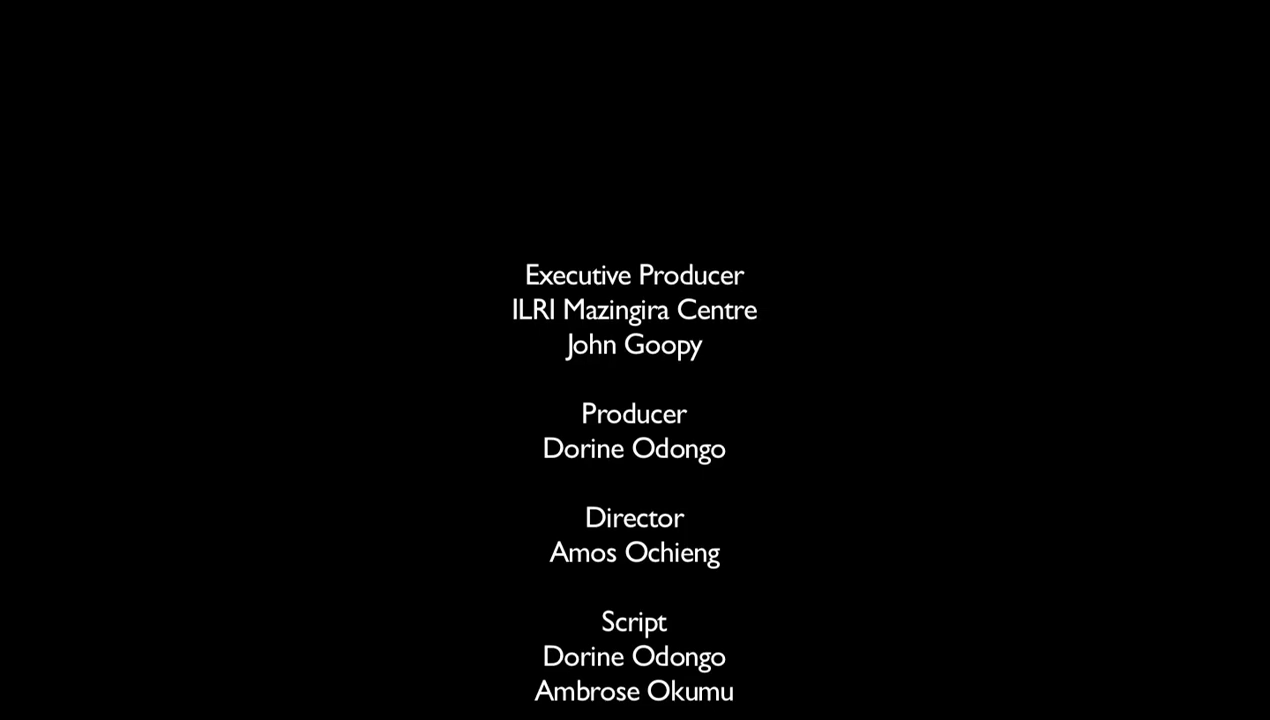 Executive Producer
ILRI Mazingira Centre
John Goopy
Producer
Dorine Odongo
Director
Amos Ochieng
Script
Dorine Odongo
Ambrose Okumu